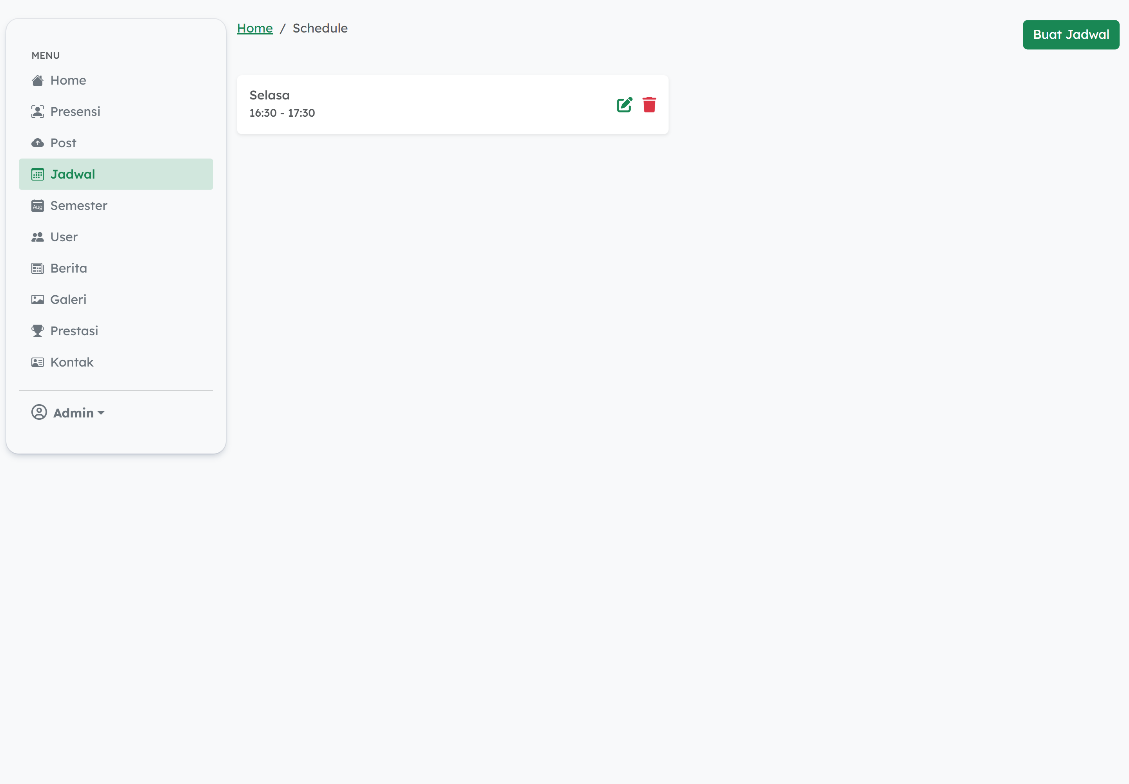 MENU
Home
Presensi
Post
Jadwal
Semester
User
Berita
Galeri
Prestasi
Kontak
Admin
Home / Schedule
Buat Jadwal
Selasa
16:30 - 17:30